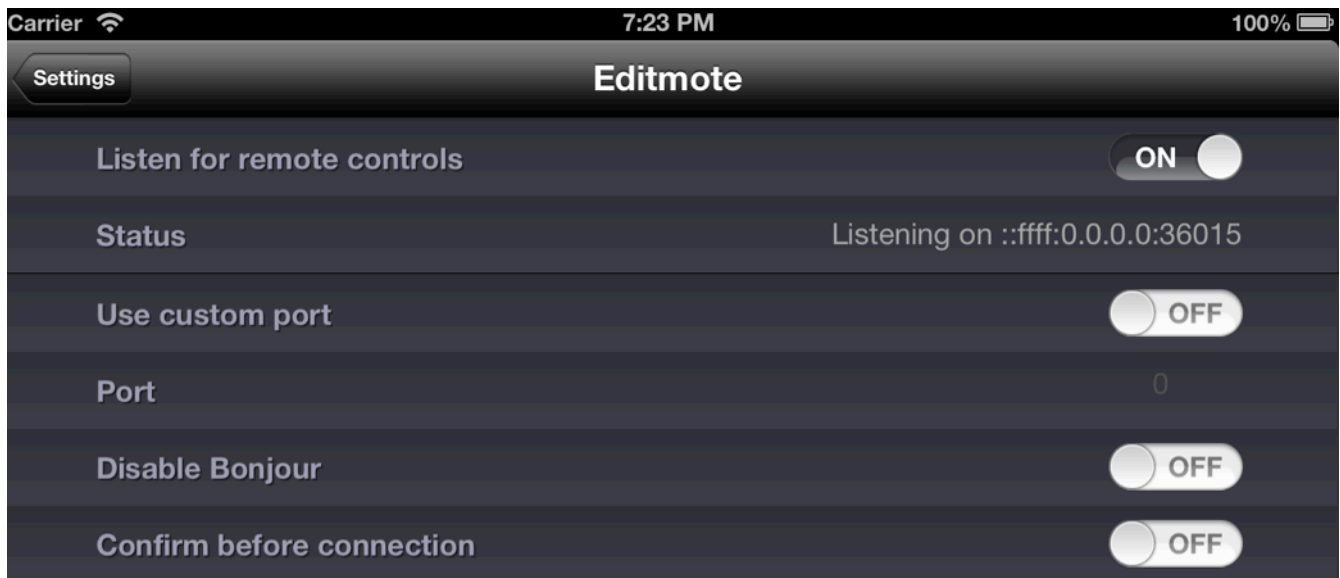 Carrier 7:23 PM 100%
Settings Editmote
Listen for remote controls ON
Status Listening on ::ffff:0.0.0.0:36015
Use custom port OFF
Port 0
Disable Bonjour OFF
Confirm before connection OFF